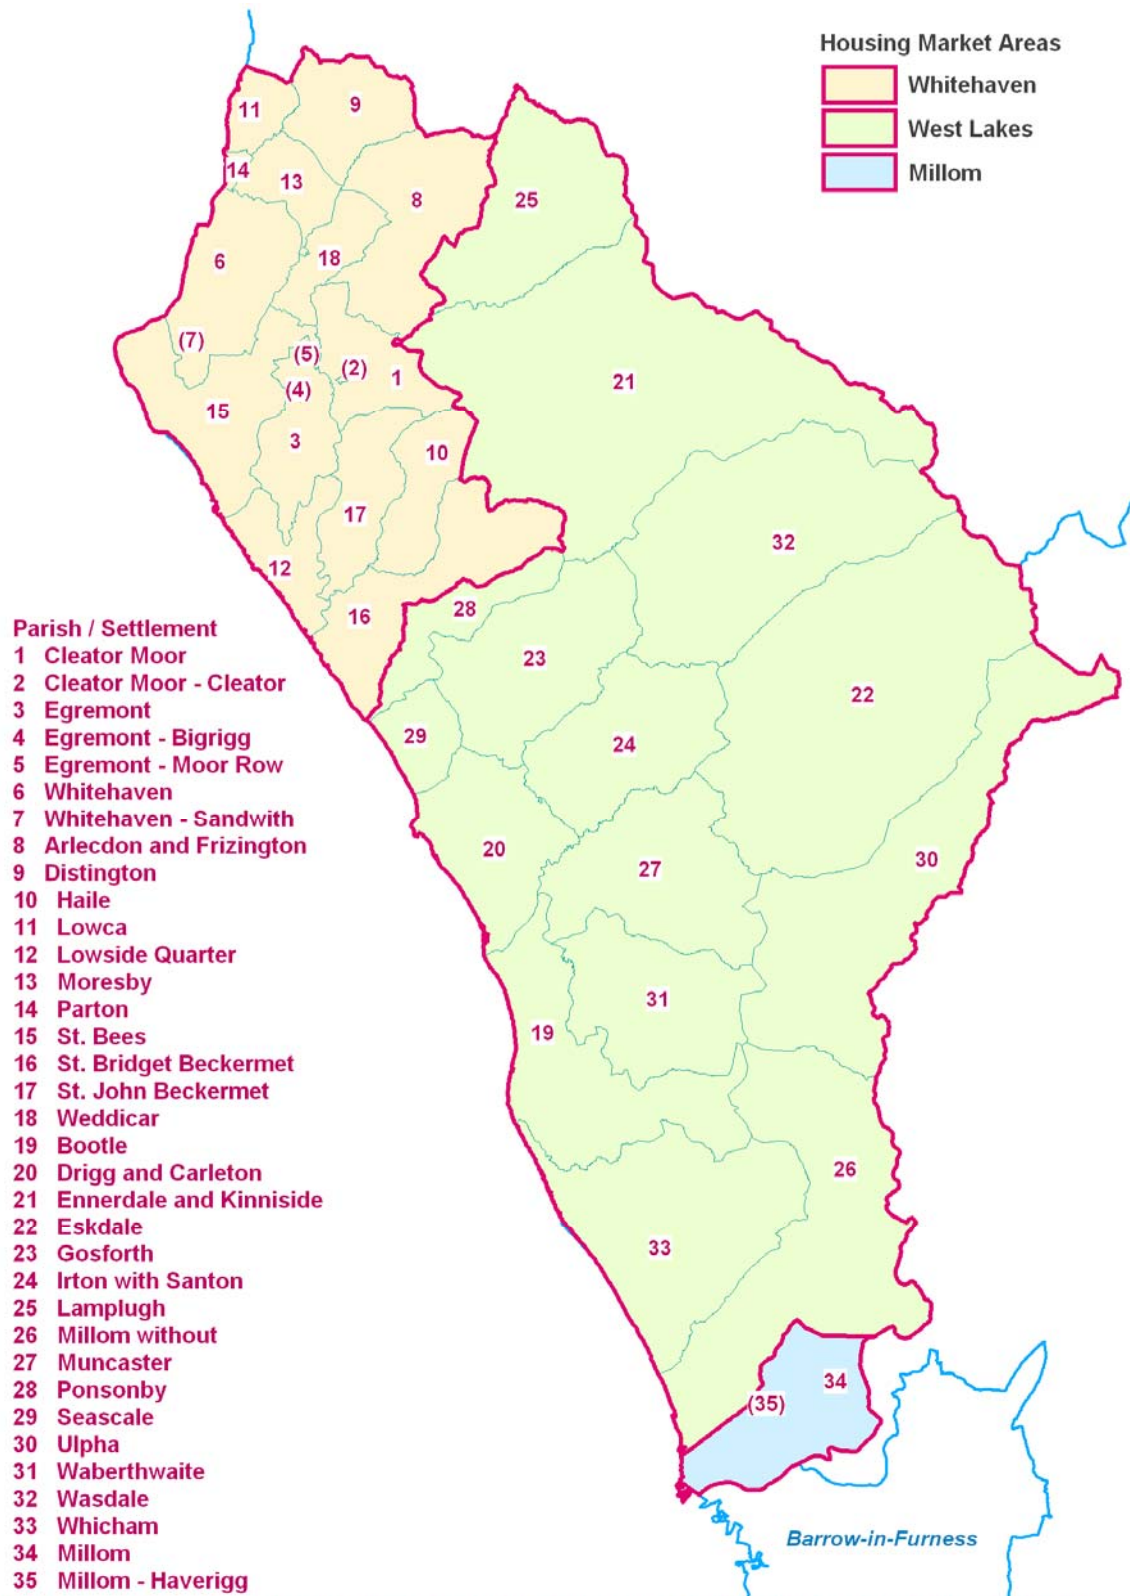 Housing Market Areas
Whitehaven
West Lakes
Millom
11
9
14
13
8
25
6
18
(7)
(5)
(2)
1
21
(4)
15
3
10
17
32
12
28
16
23
22
29
24
20
27
30
31
19
26
33
34
(35)
Barrow-in-Furness
Parish / Settlement
1 Cleator Moor
2 Cleator Moor - Cleator
3 Egremont
4 Egremont - Bigrigg
5 Egremont - Moor Row
6 Whitehaven
7 Whitehaven - Sandwith
8 Arlecdon and Frizington
9 Distington
10 Haile
11 Lowca
12 Lowside Quarter
13 Moresby
14 Parton
15 St. Bees
16 St. Bridget Beckermet
17 St. John Beckermet
18 Weddicar
19 Bootle
20 Drigg and Carleton
21 Ennerdale and Kinniside
22 Eskdale
23 Gosforth
24 Irton with Santon
25 Lamplugh
26 Millom without
27 Muncaster
28 Ponsonby
29 Seascale
30 Ulpha
31 Waberthwaite
32 Wasdale
33 Whicham
34 Millom
35 Millom - Haverigg